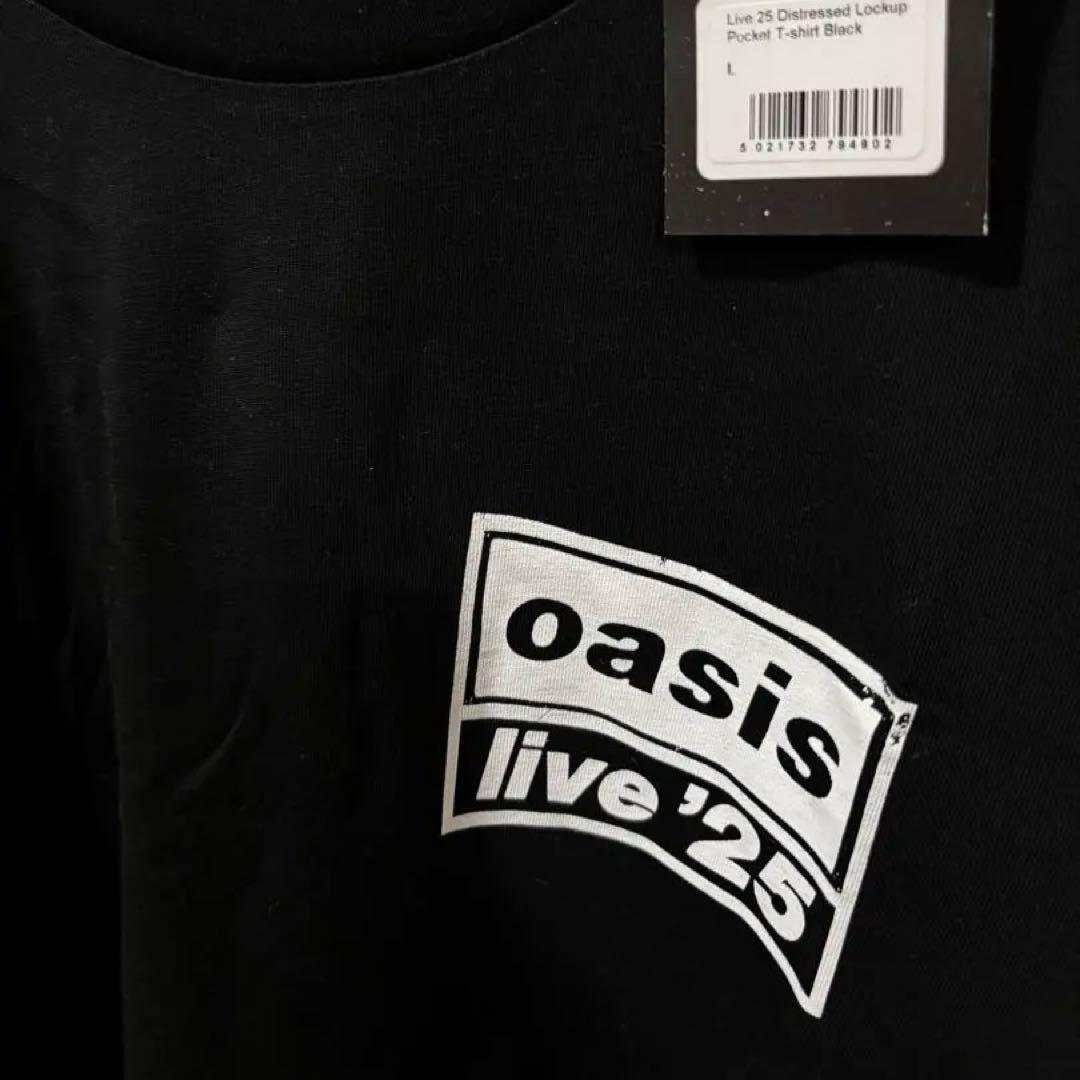 Live 25 Distressed Lockup
Pocket T-shirt Black
L
5 021732 794802
oasis
live '25